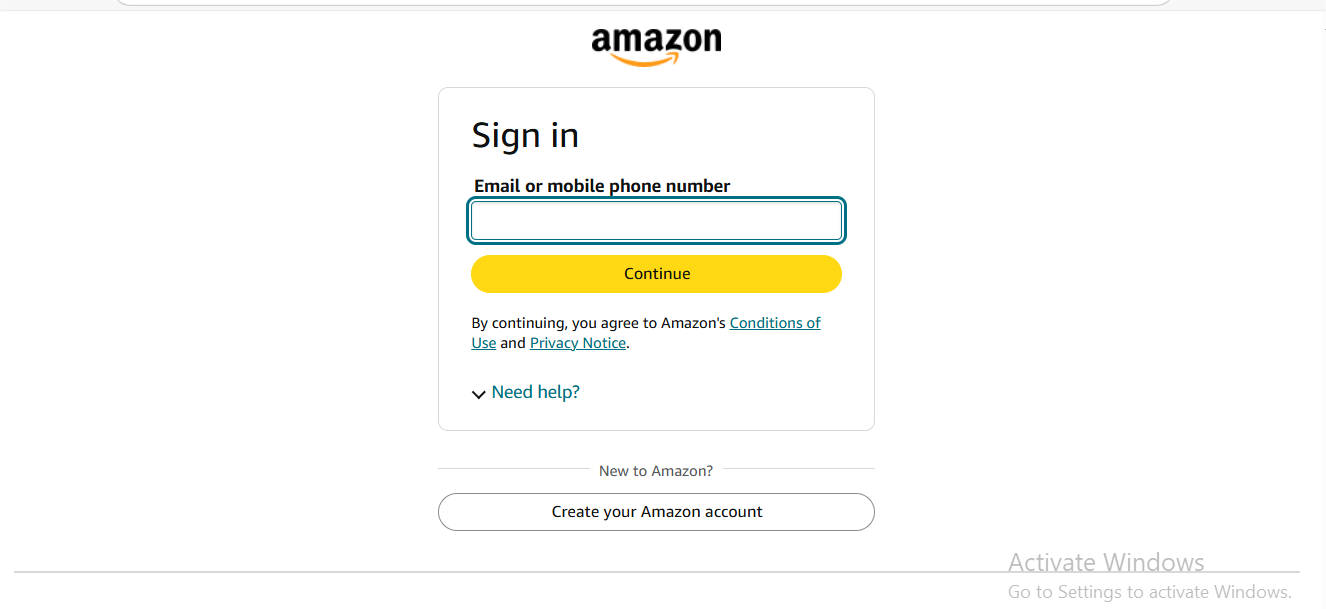 amazon
Sign in
Email or mobile phone number
Continue
By continuing, you agree to Amazon's Conditions of
Use and Privacy Notice.
Need help?
New to Amazon?
Create your Amazon account
Activate Windows
Go to Settings to activate Windows.